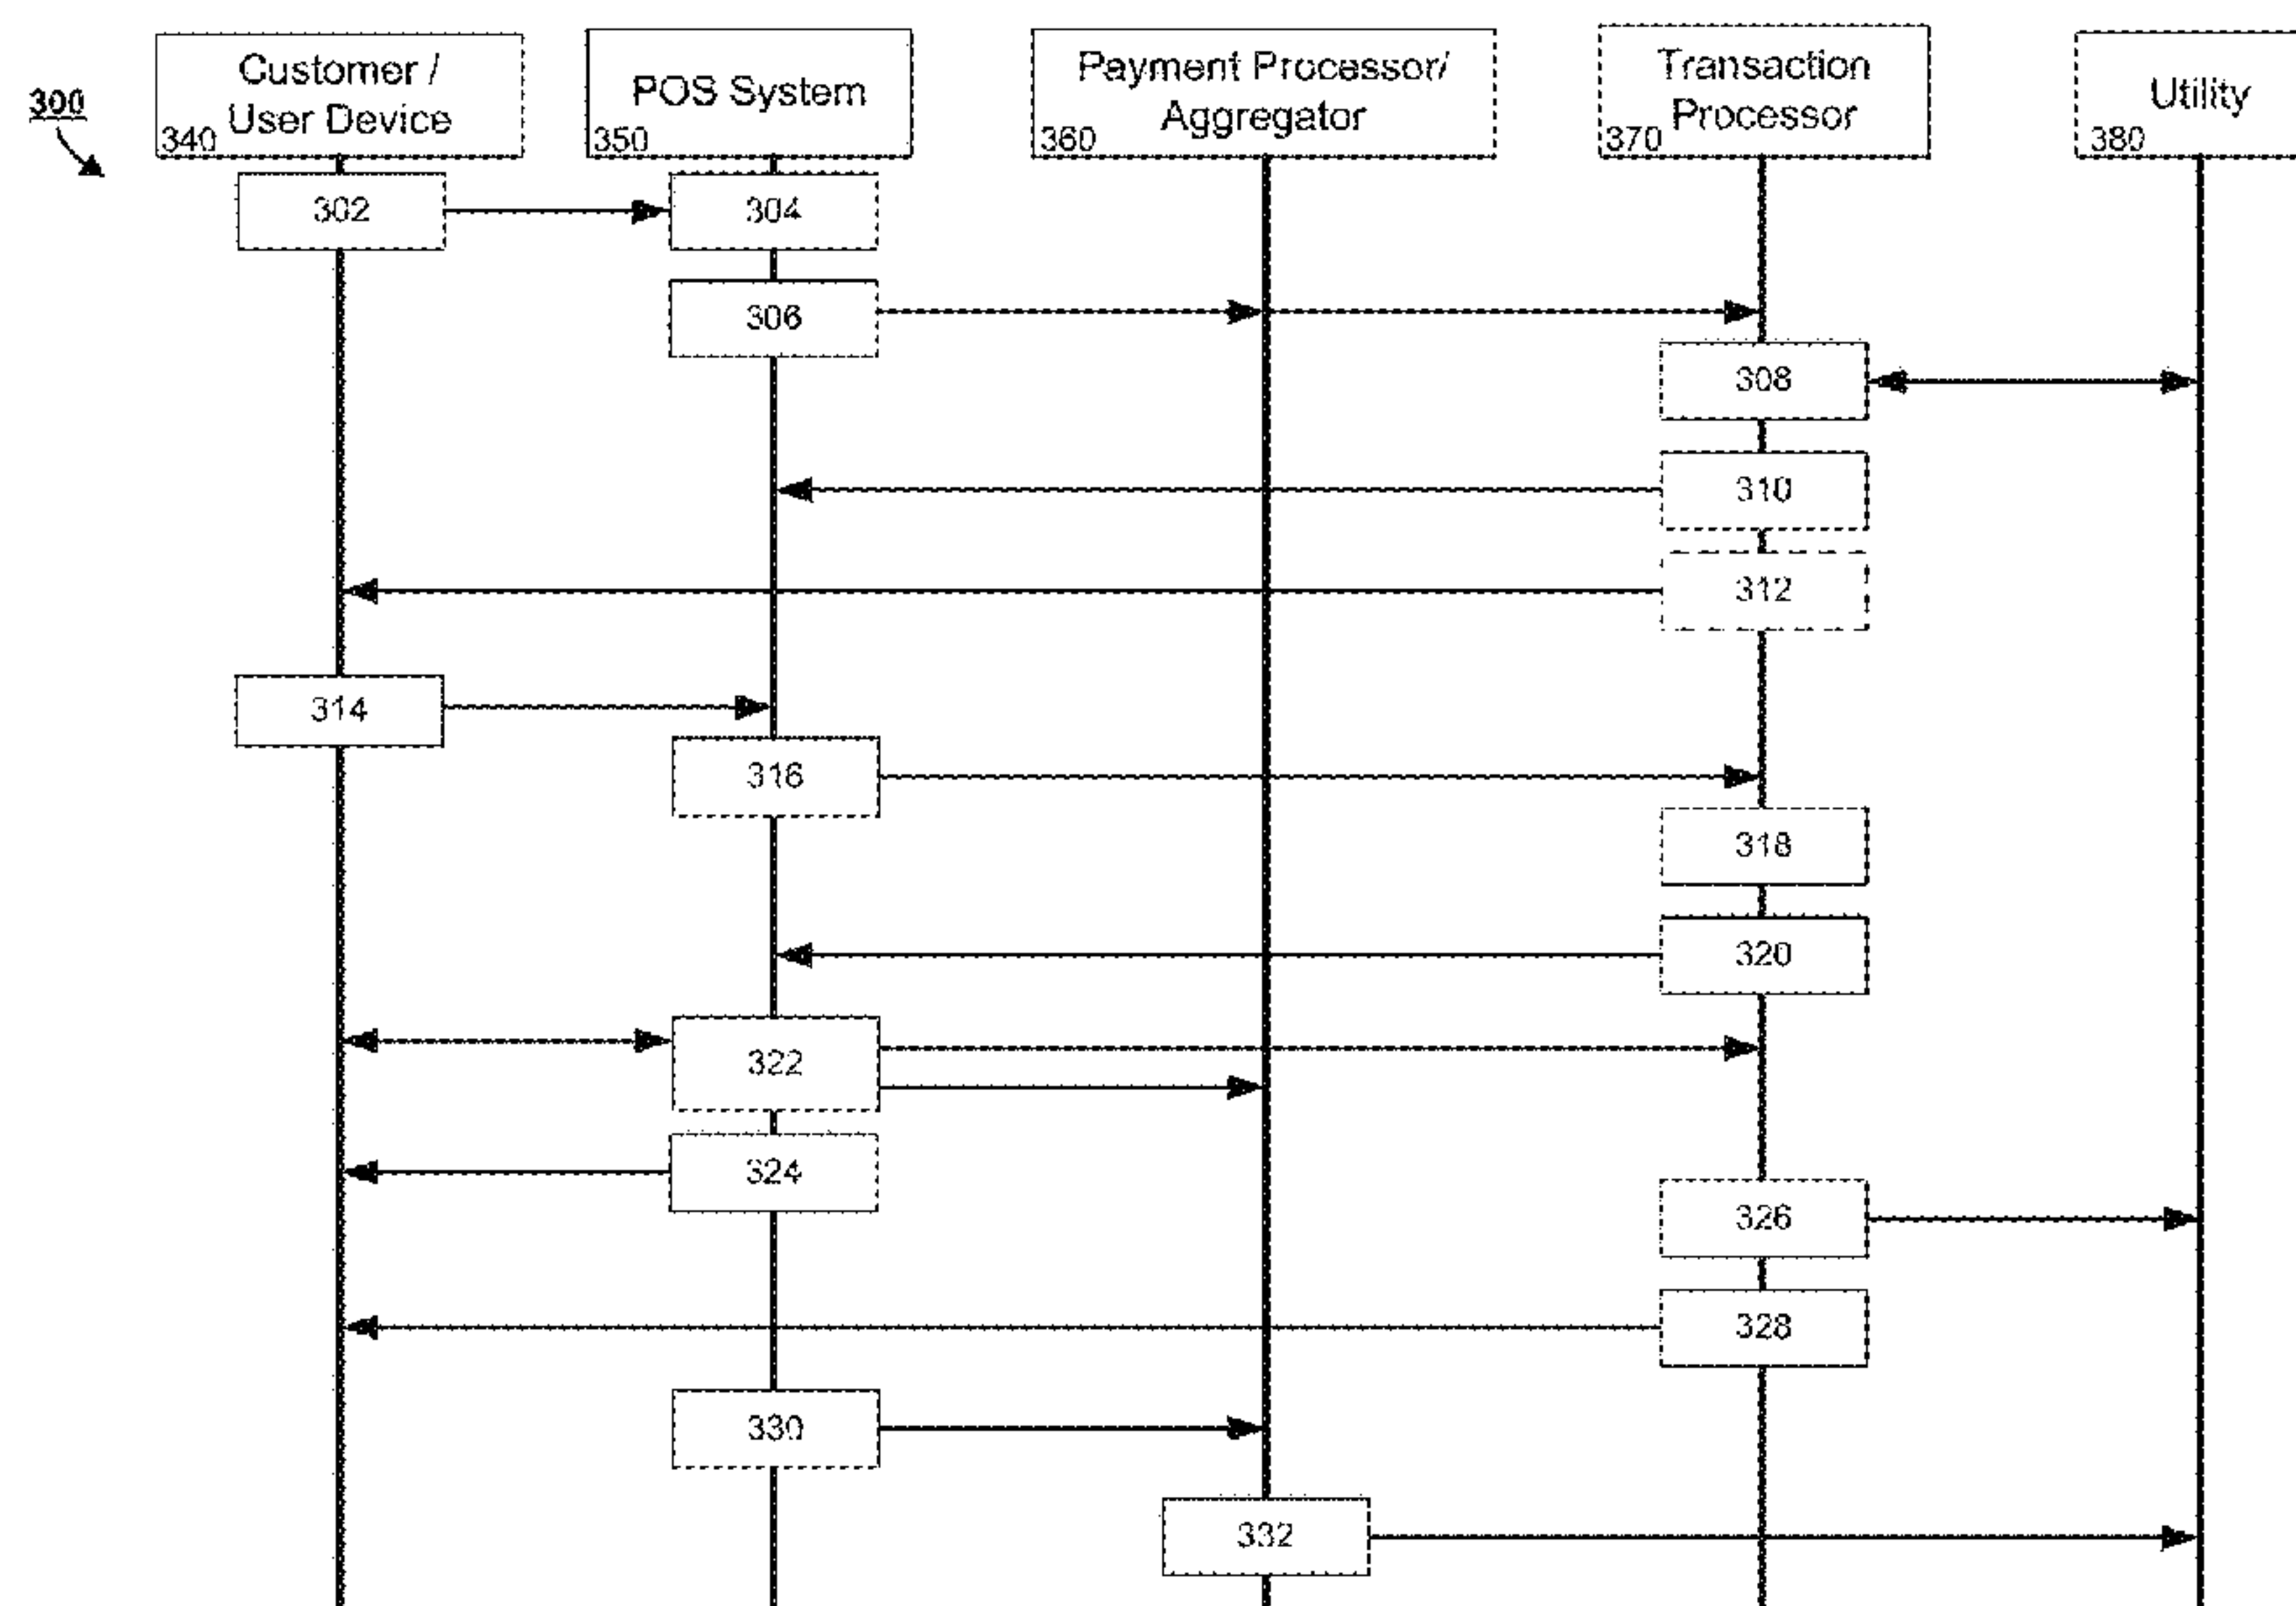 300
Customer /
User Device
340
POS System
350
Payment Processor/
Aggregator
360
Transaction
Processor
370
Utility
380
302
304
306
308
310
312
314
316
318
320
322
324
326
328
330
332